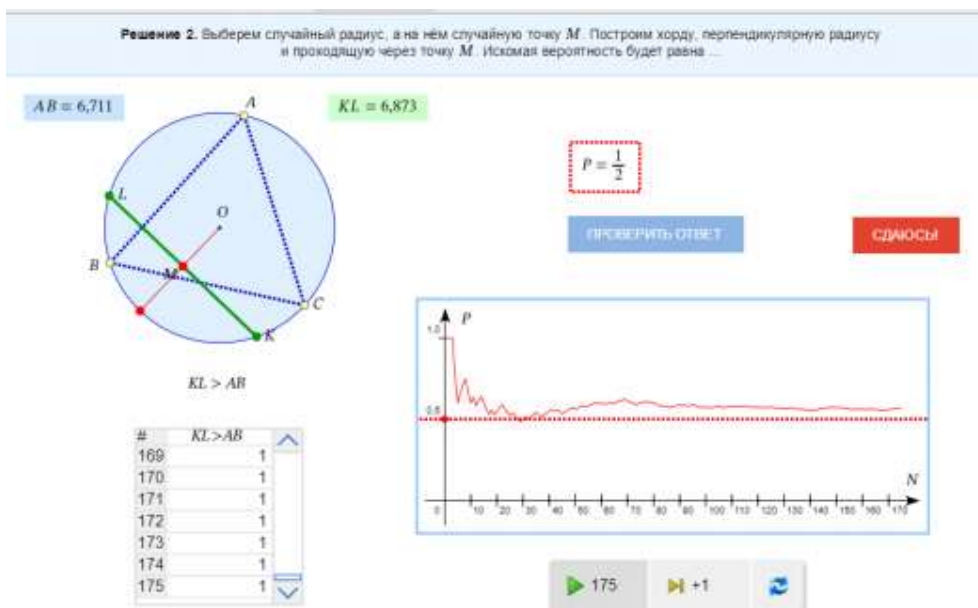 Решение 2. Выберем случайный радиус, а на нём случайную точку M. Построим хорду, перпендикулярную радиусу
и проходящую через точку M. Искомая вероятность будет равна ...
AB = 6,711
KL = 6,873
A
L
O
B
M
C
K
KL > AB
P = 1/2
ПРОВЕРИТЬ ОТВЕТ
СДАЮСЬ!
P
1,0
0,5
N
0 10 20 30 40 50 60 70 80 90 100 110 120 130 140 150 160 170
# KL>AB
169 1
170 1
171 1
172 1
173 1
174 1
175 1
175
+1